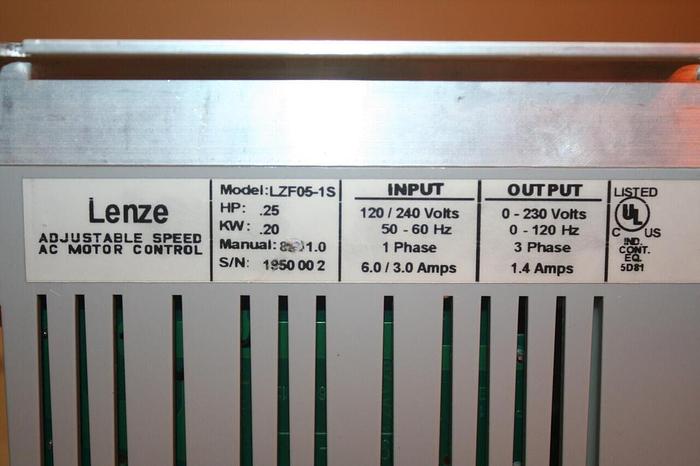 Lenze
ADJUSTABLE SPEED
AC MOTOR CONTROL
Model: LZF05-1S
HP: .25
KW: .20
Manual:
S/N: 1950 00 2
INPUT
120 / 240 Volts
50 - 60 Hz
1 Phase
6.0 / 3.0 Amps
OUTPUT
0 - 230 Volts
0 - 120 Hz
3 Phase
1.4 Amps
LISTED
UL
C US
IND.
CONT.
EQ.
5D81